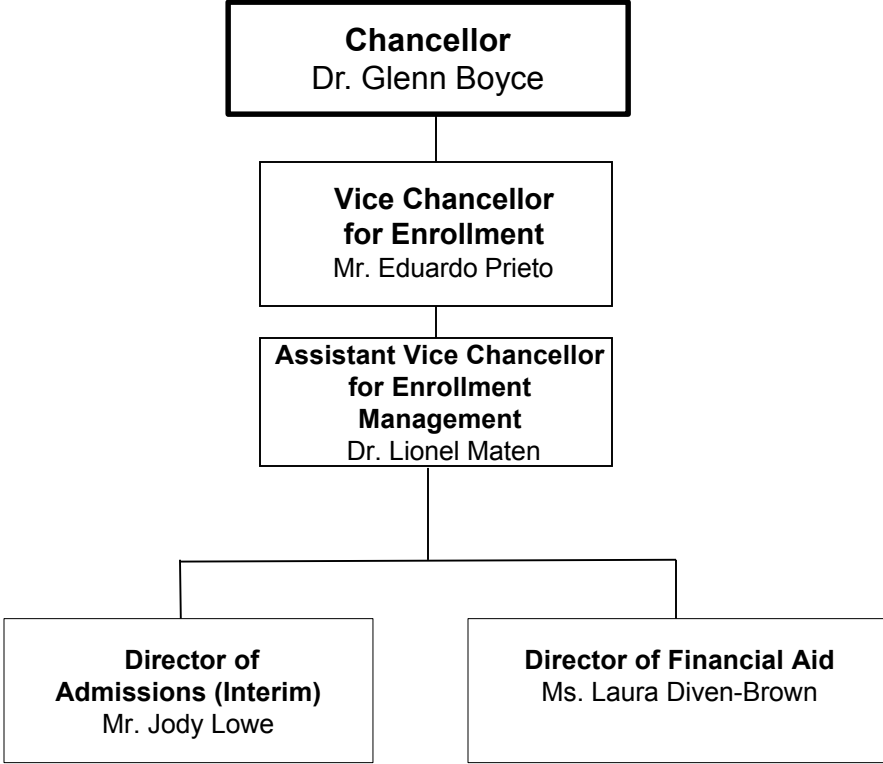 Chancellor
Dr. Glenn Boyce
Vice Chancellor
for Enrollment
Mr. Eduardo Prieto
Assistant Vice Chancellor
for Enrollment
Management
Dr. Lionel Maten
Director of
Admissions (Interim)
Mr. Jody Lowe
Director of Financial Aid
Ms. Laura Diven-Brown